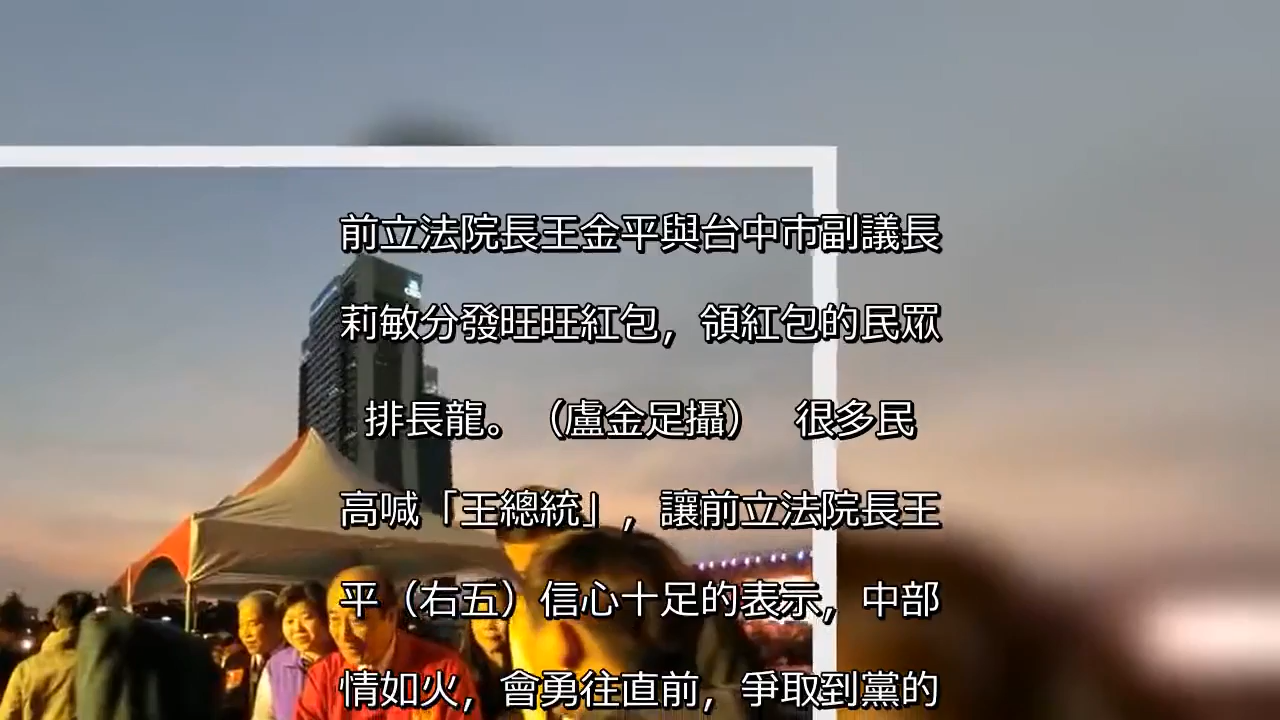 前立法院長王金平與台中市副議長
莉敏分發旺旺紅包，領紅包的民眾
排長龍。（盧金足攝） 很多民
高喊「王總統」，讓前立法院長王
平（右五）信心十足的表示，中部
情如火，會勇往直前，爭取到黨的